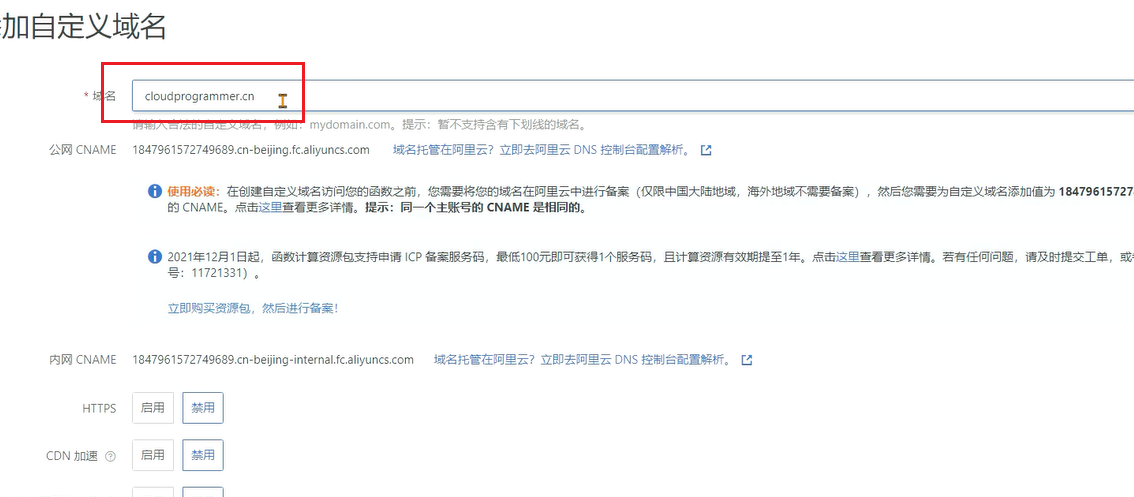 加自定义域名
* 域名 cloudprogrammer.cn
请输入合法的自定义域名，例如：mydomain.com。提示：暂不支持含有下划线的域名。
公网 CNAME 1847961572749689.cn-beijing.fc.aliyuncs.com 域名托管在阿里云？立即去阿里云 DNS 控制台配置解析。
使用必读：在创建自定义域名访问您的函数之前，您需要将您的域名在阿里云中进行备案（仅限中国大陆地域，海外地域不需要备案），然后您需要为自定义域名添加值为 18479615727
的 CNAME。点击这里查看更多详情。提示：同一个主账号的 CNAME 是相同的。
2021年12月1日起，函数计算资源包支持申请 ICP 备案服务码，最低100元即可获得1个服务码，且计算资源有效期提至1年。点击这里查看更多详情。若有任何问题，请及时提交工单，或
号：11721331）。
立即购买资源包，然后进行备案！
内网 CNAME 1847961572749689.cn-beijing-internal.fc.aliyuncs.com 域名托管在阿里云？立即去阿里云 DNS 控制台配置解析。
HTTPS 启用 禁用
CDN 加速 启用 禁用